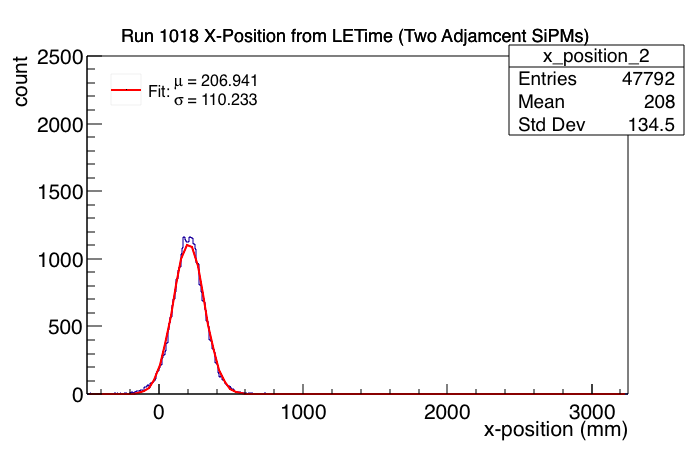 Run 1018 X-Position from LETime (Two Adjamcent SiPMs)
x_position_2
Entries 47792
Mean 208
Std Dev 134.5
Fit: μ = 206.941
σ = 110.233
count
2500
2000
1500
1000
500
0
0 1000 2000 3000
x-position (mm)